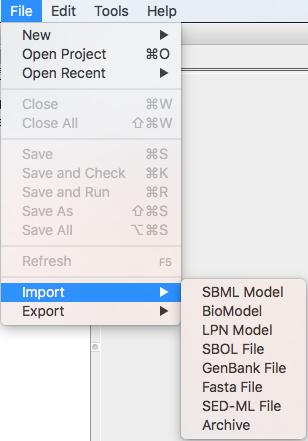 File Edit Tools Help
New ▶
Open Project ⌘O
Open Recent ▶
Close ⌘W
Close All ⇧⌘W
Save ⌘S
Save and Check ⌘K
Save and Run ⌘R
Save As ⇧⌘S
Save All ⌥⌘S
Refresh F5
Import ▶
Export ▶
SBML Model
BioModel
LPN Model
SBOL File
GenBank File
Fasta File
SED-ML File
Archive